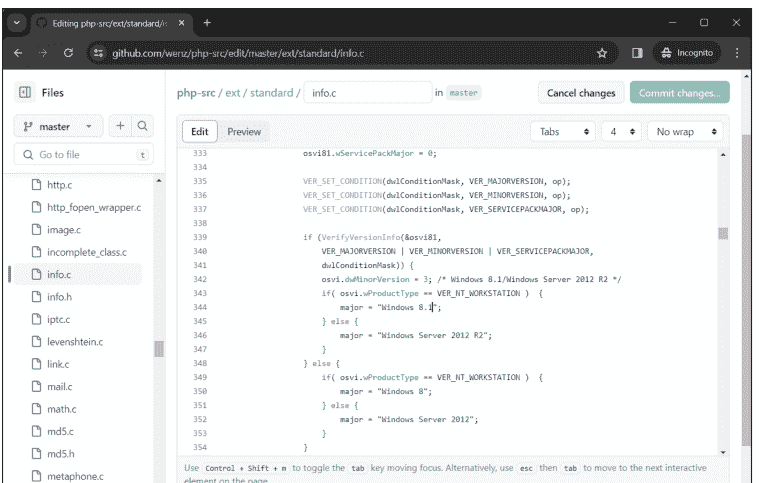 Editing php-src/ext/standard/i
github.com/wenz/php-src/edit/master/ext/standard/info.c
Incognito
Files
master
Go to file
t
http.c
http_fopen_wrapper.c
image.c
incomplete_class.c
info.c
info.h
iptc.c
levenshtein.c
link.c
mail.c
math.c
md5.c
md5.h
metaphone.c
php-src / ext / standard / info.c in master
Cancel changes
Commit changes...
Edit
Preview
Tabs
4
No wrap
333 osvi81.wServicePackMajor = 0;
334
335 VER_SET_CONDITION(dwlConditionMask, VER_MAJORVERSION, op);
336 VER_SET_CONDITION(dwlConditionMask, VER_MINORVERSION, op);
337 VER_SET_CONDITION(dwlConditionMask, VER_SERVICEPACKMAJOR, op);
338
339 if (VerifyVersionInfo(&osvi81,
340 VER_MAJORVERSION | VER_MINORVERSION | VER_SERVICEPACKMAJOR,
341 dwlConditionMask)) {
342 osvi.dwMinorVersion = 3; /* Windows 8.1/Windows Server 2012 R2 */
343 if( osvi.wProductType == VER_NT_WORKSTATION ) {
344 major = "Windows 8.1";
345 } else {
346 major = "Windows Server 2012 R2";
347 }
348 } else {
349 if( osvi.wProductType == VER_NT_WORKSTATION ) {
350 major = "Windows 8";
351 } else {
352 major = "Windows Server 2012";
353 }
354 }
Use Control + Shift + m to toggle the tab key moving focus. Alternatively, use esc then tab to move to the next interactive
element on the page.